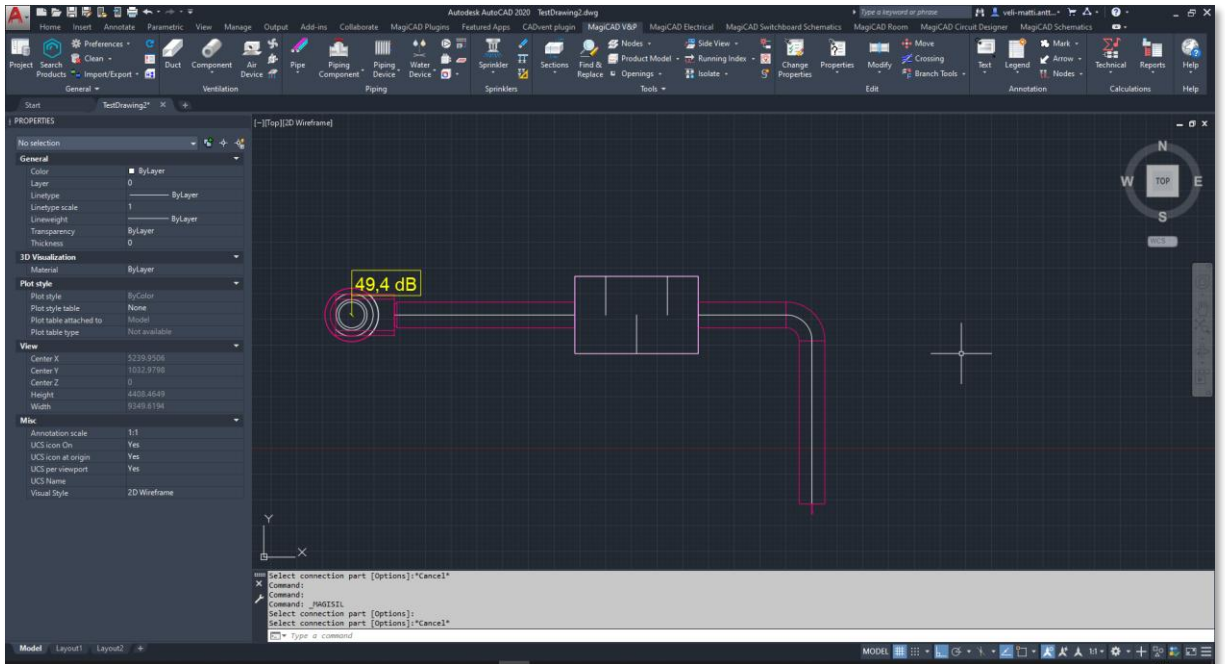 Autodesk AutoCAD 2020 TestDrawing2.dwg
Type a keyword or phrase
veli-matti.antt...
Home Insert Annotate Parametric View Manage Output Add-ins Collaborate MagiCAD Plugins Featured Apps CADvent plugin MagiCAD V&P MagiCAD Electrical MagiCAD Switchboard Schematics MagiCAD Room MagiCAD Circuit Designer MagiCAD Schematics
Project
Search Products
Preferences
Clean
Import/Export
General
Duct
Component
Air Device
Ventilation
Pipe
Piping Component
Piping Device
Water Device
Piping
Sprinkler
Sprinklers
Sections
Find & Replace
Nodes
Product Model
Openings
Side View
Running Index
Isolate
Tools
Change Properties
Properties
Modify
Move
Crossing
Branch Tools
Edit
Text
Legend
Mark
Arrow
Nodes
Annotation
Technical
Reports
Calculations
Help
Help
Start
TestDrawing2*
PROPERTIES
No selection
General
Color ByLayer
Layer 0
Linetype ByLayer
Linetype scale 1
Lineweight ByLayer
Transparency ByLayer
Thickness 0
3D Visualization
Material ByLayer
Plot style
Plot style ByColor
Plot style table None
Plot table attached to Model
Plot table type Not available
View
Center X 5239.9506
Center Y 1032.9798
Center Z 0
Height 4408.4649
Width 9349.6194
Misc
Annotation scale 1:1
UCS icon On Yes
UCS icon at origin Yes
UCS per viewport Yes
UCS Name
Visual Style 2D Wireframe
[−][Top][2D Wireframe]
N
W TOP E
S
WCS
49,4 dB
Y
X
Select connection part [Options]:*Cancel*
Command:
Command:
Command: _MAGISIL
Select connection part [Options]:
Select connection part [Options]:*Cancel*
Type a command
Model Layout1 Layout2 +
MODEL
1:1